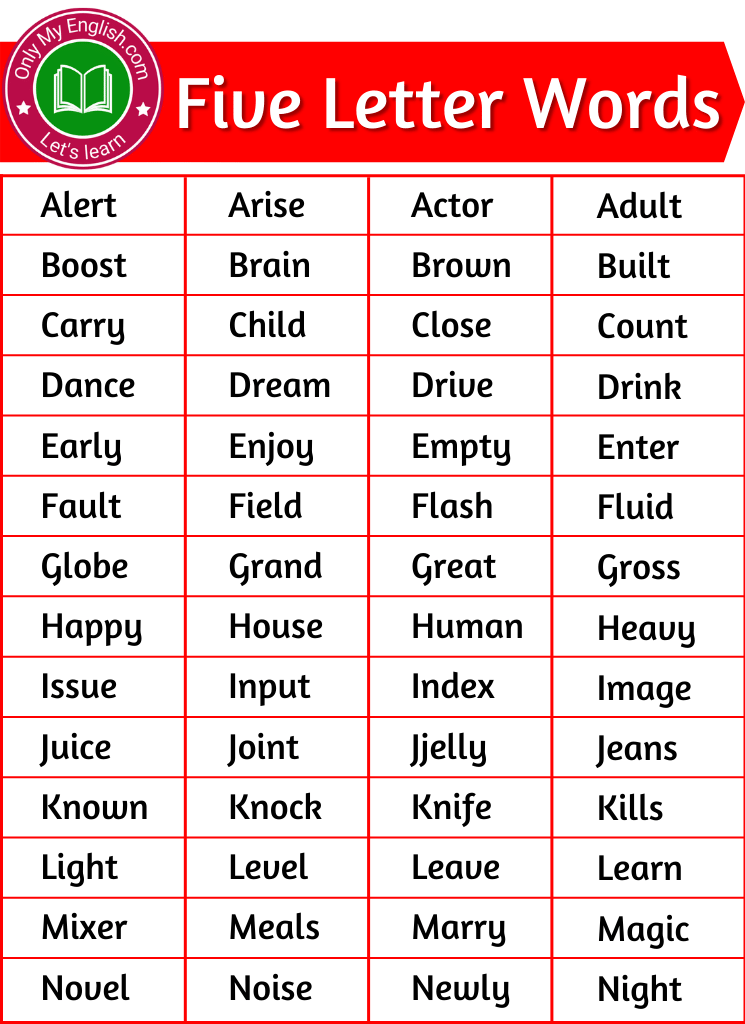 Only My English.com
Let's learn
Five Letter Words
Alert Arise Actor Adult
Boost Brain Brown Built
Carry Child Close Count
Dance Dream Drive Drink
Early Enjoy Empty Enter
Fault Field Flash Fluid
Globe Grand Great Gross
Happy House Human Heavy
Issue Input Index Image
Juice Joint Jjelly Jeans
Known Knock Knife Kills
Light Level Leave Learn
Mixer Meals Marry Magic
Novel Noise Newly Night